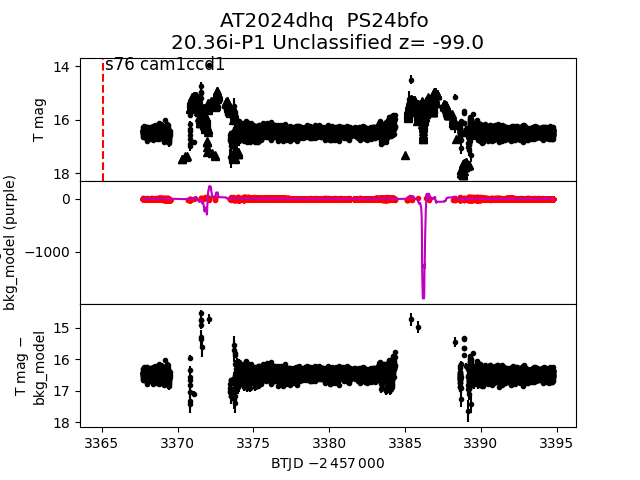 AT2024dhq  PS24bfo
20.36i-P1 Unclassified z= -99.0
s76 cam1ccd1
T mag
14
16
18
bkg_model (purple)
0
−1000
T mag −
bkg_model
15
16
17
18
3365
3370
3375
3380
3385
3390
3395
BTJD −2 457 000